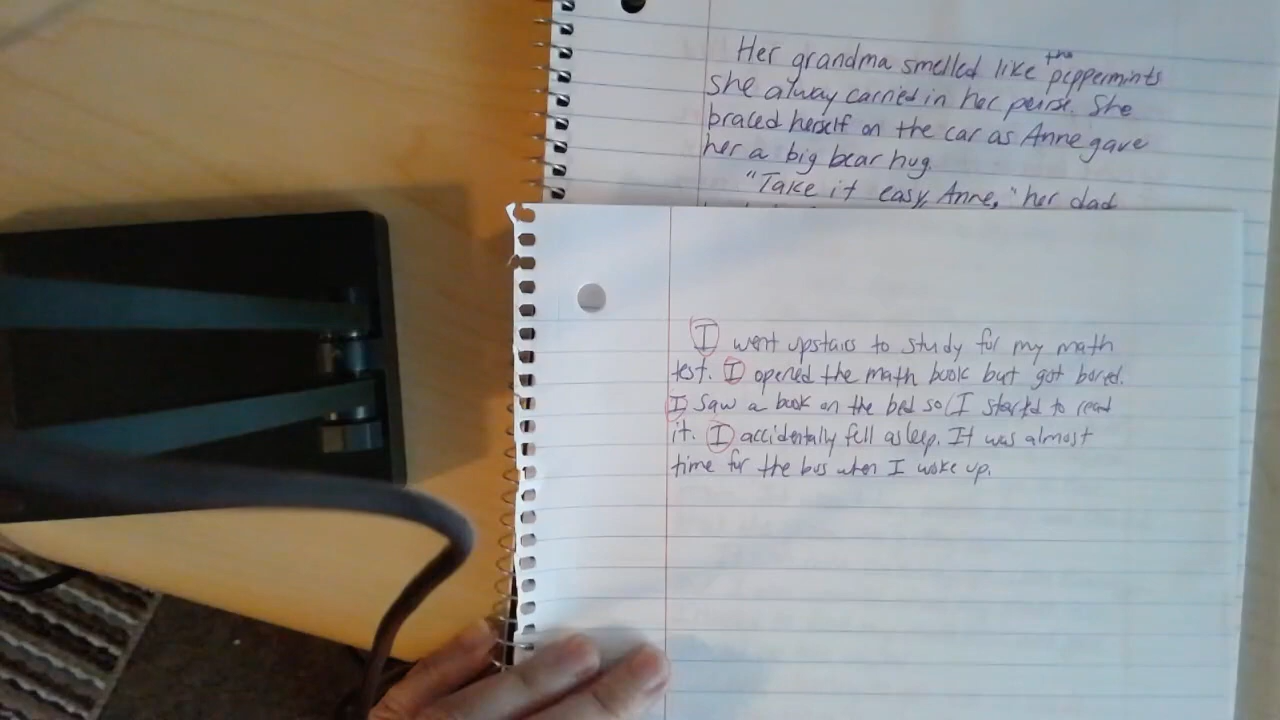 Her grandma smelled like the peppermints
she alway carried in her purse. She
braced herself on the car as Anne gave
her a big bear hug
"Take it easy, Anne," her dad
I went upstairs to study for my math
test. I opened the math book but got bored.
I saw a book on the bed so I started to read
it. I accidentally fell asleep. It was almost
time for the bus when I woke up.